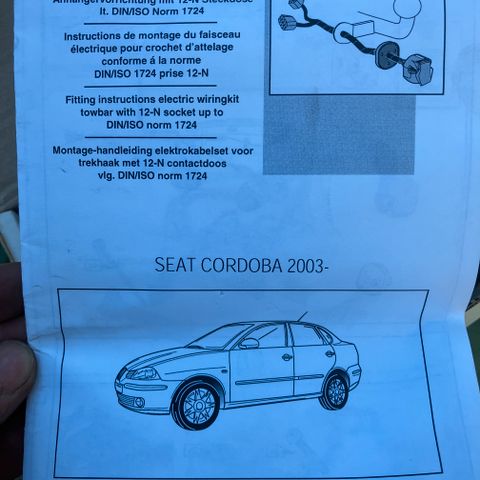 Anhängervorrichtung mit 12-N Steckdose
lt. DIN/ISO Norm 1724
Instructions de montage du faisceau
électrique pour crochet d'attelage
conforme á la norme
DIN/ISO 1724 prise 12-N
Fitting instructions electric wiringkit
towbar with 12-N socket up to
DIN/ISO norm 1724
Montage-handleiding elektrokabelset voor
trekhaak met 12-N contactdoos
vlg. DIN/ISO norm 1724
SEAT CORDOBA 2003-